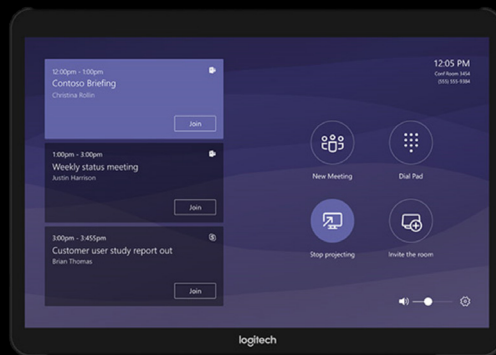 12:00pm - 1:00pm
Contoso Briefing
Christina Rollin
Join
1:00pm - 3:00pm
Weekly status meeting
Justin Harrison
Join
3:00pm - 3:455pm
Customer user study report out
Brian Thomas
Join
12:05 PM
Conf Room 3454
(555) 555-9384
New Meeting
Dial Pad
Stop projecting
Invite the room
logitech